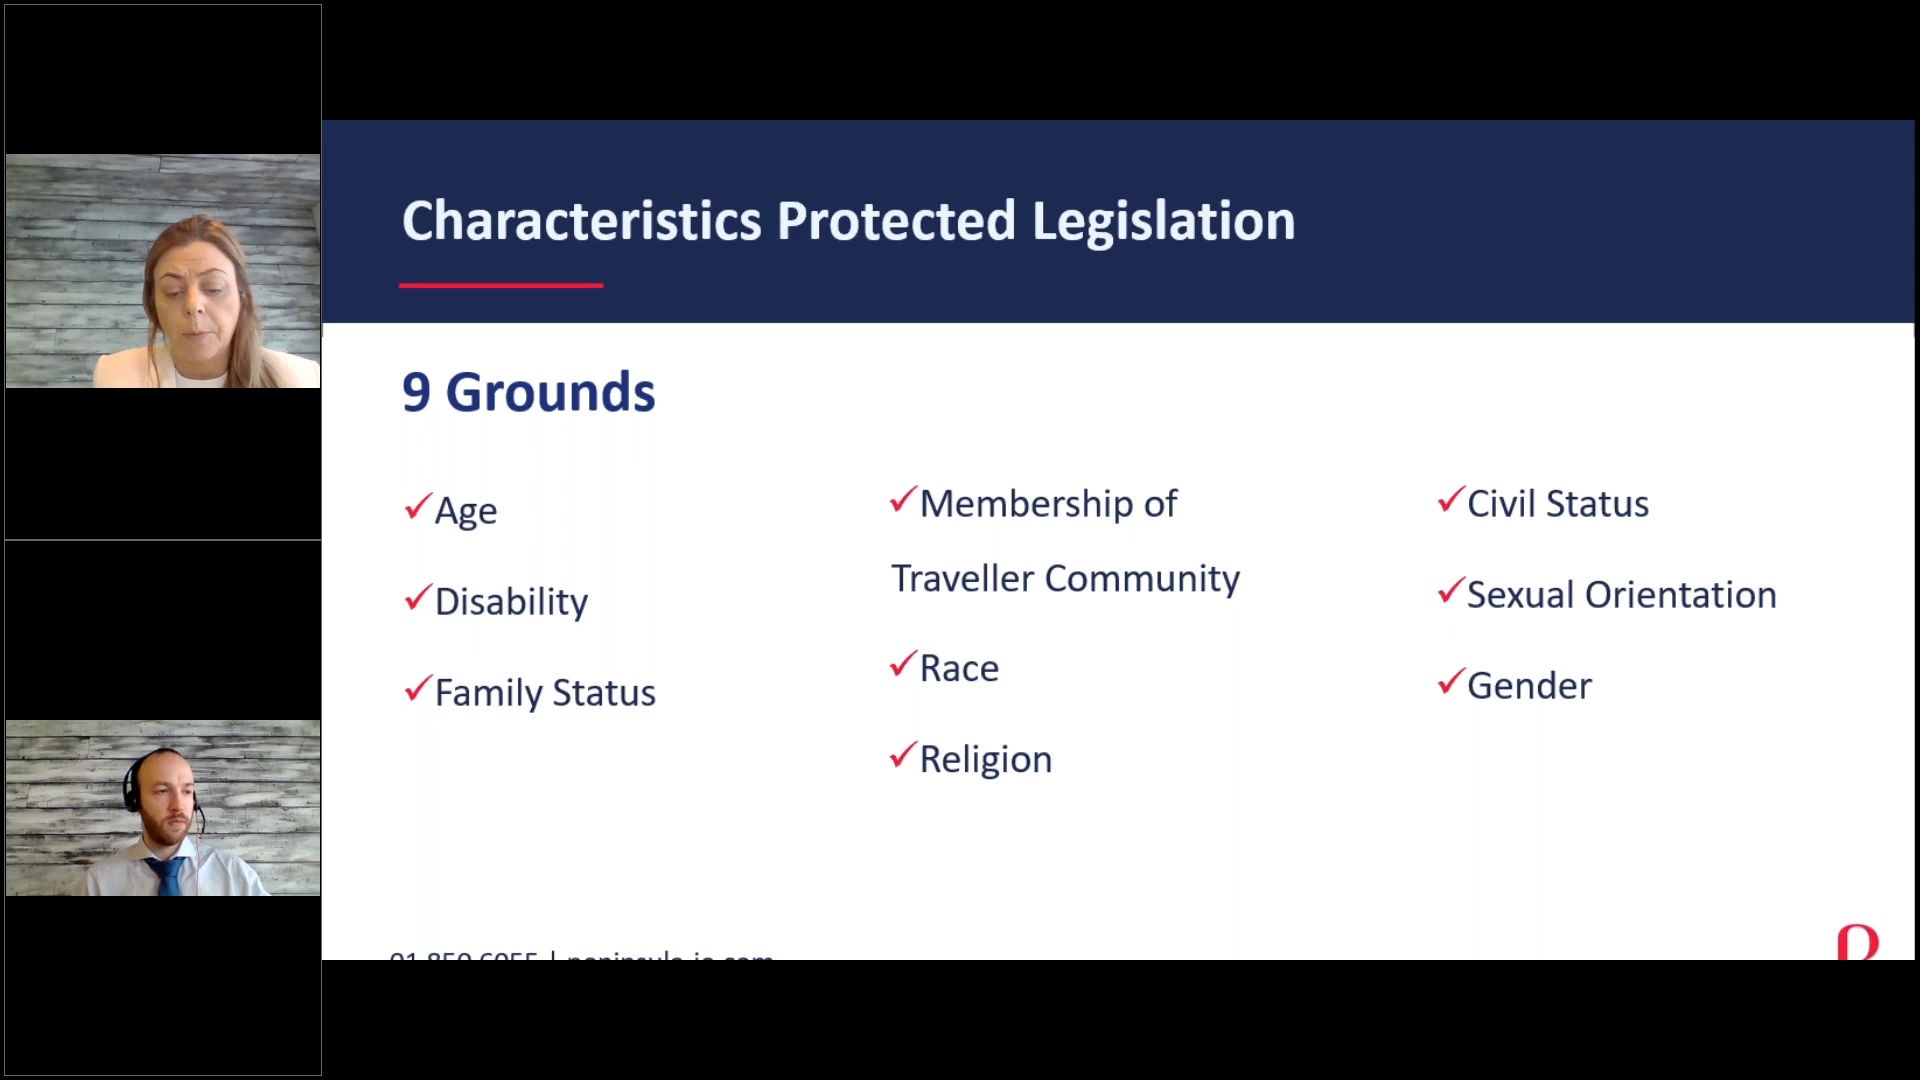 Characteristics Protected Legislation
9 Grounds
✓Age
✓Disability
✓Family Status
✓Membership of
Traveller Community
✓Race
✓Religion
✓Civil Status
✓Sexual Orientation
✓Gender